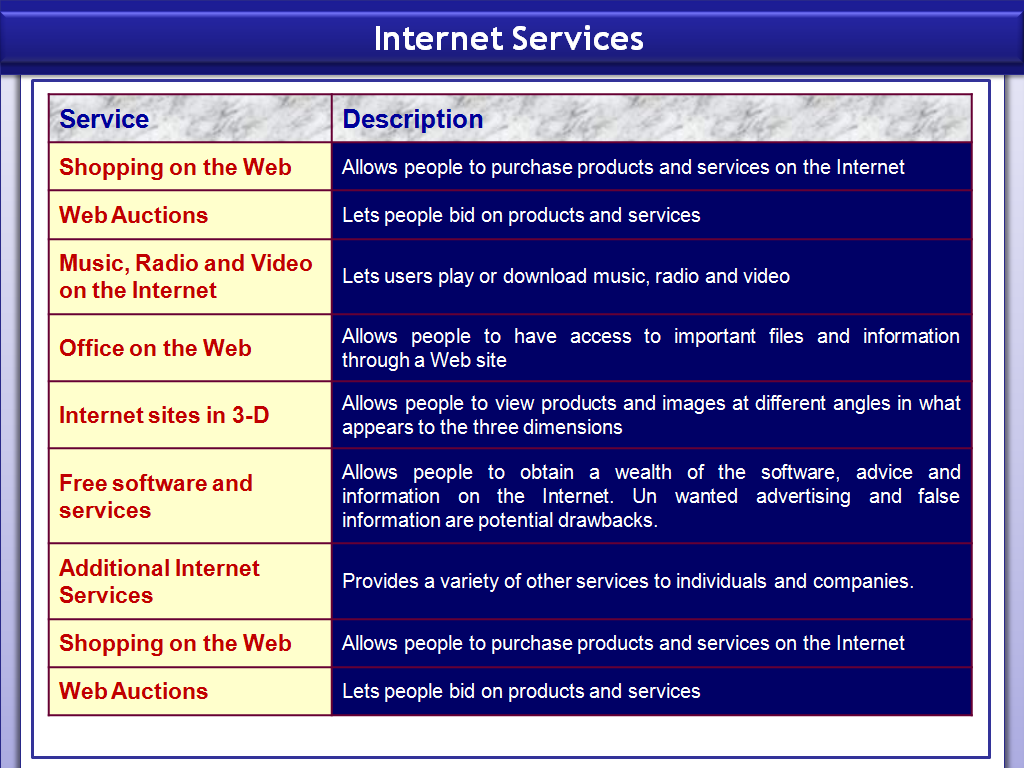 Internet Services
Service
Description
Shopping on the Web
Allows people to purchase products and services on the Internet
Web Auctions
Lets people bid on products and services
Music, Radio and Video
on the Internet
Lets users play or download music, radio and video
Office on the Web
Allows people to have access to important files and information
through a Web site
Internet sites in 3-D
Allows people to view products and images at different angles in what
appears to the three dimensions
Free software and
services
Allows people to obtain a wealth of the software, advice and
information on the Internet. Un wanted advertising and false
information are potential drawbacks.
Additional Internet
Services
Provides a variety of other services to individuals and companies.
Shopping on the Web
Allows people to purchase products and services on the Internet
Web Auctions
Lets people bid on products and services